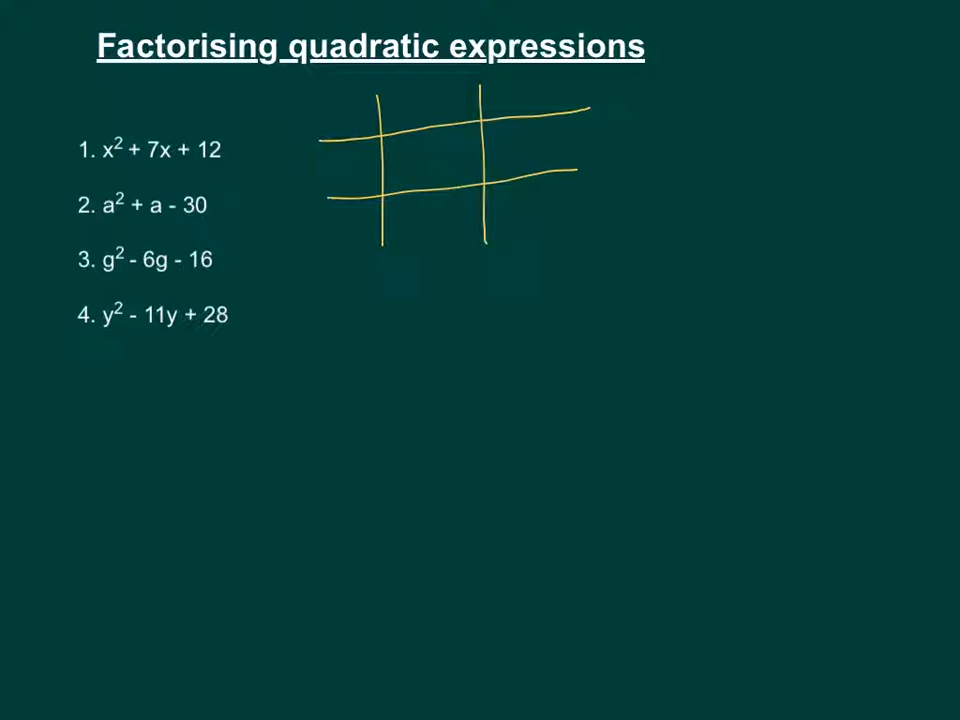 Factorising quadratic expressions
1. x² + 7x + 12
2. a² + a - 30
3. g² - 6g - 16
4. y² - 11y + 28